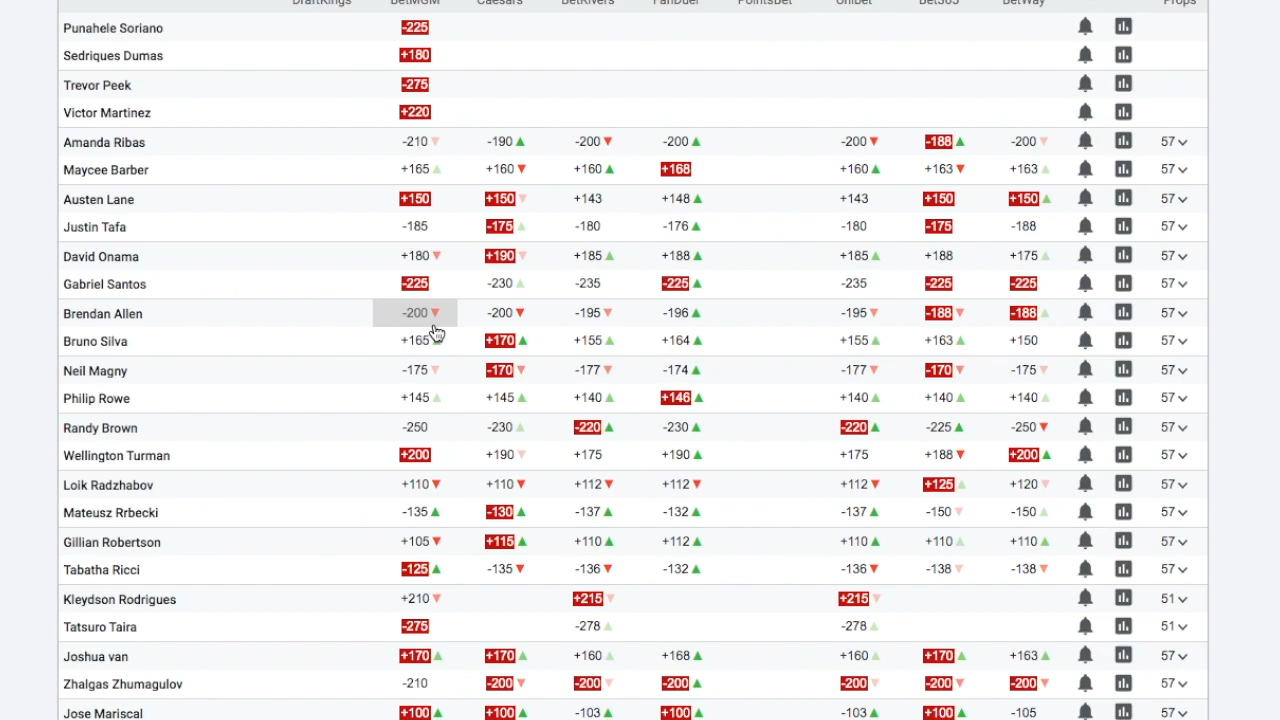 DraftKings BetMGM Caesars BetRivers FanDuel PointsBet Unibet Bet365 BetWay Props
Punahele Soriano -225
Sedriques Dumas +180
Trevor Peek -275
Victor Martinez +220
Amanda Ribas -210▼ -190▲ -200▼ -200▲ -200▼ -188▲ -200▼ 57
Maycee Barber +165▲ +160▼ +160▲ +168 +160▲ +163▼ +163▲ 57
Austen Lane +150 +150▼ +143 +148▲ +143 +150 +150▲ 57
Justin Tafa -185 -175▲ -180 -176▲ -180 -175 -188 57
David Onama +180▼ +190▼ +185▲ +188▲ +185▲ +188 +175▲ 57
Gabriel Santos -225 -230▲ -235 -225▲ -235 -225 -225 57
Brendan Allen -200▼ -200▼ -195▼ -196▲ -195▼ -188▼ -188▲ 57
Bruno Silva +165 +170▲ +155▲ +164▲ +155▲ +163▲ +150 57
Neil Magny -175▼ -170▼ -177▼ -174▲ -177▼ -170▼ -175▼ 57
Philip Rowe +145▲ +145▲ +140▲ +146▲ +140▲ +140▲ +140▲ 57
Randy Brown -250 -230▲ -220▲ -230▲ -220▲ -225▲ -250▼ 57
Wellington Turman +200 +190▼ +175 +190▲ +175 +188▼ +200▲ 57
Loik Radzhabov +110▼ +110▼ +112▼ +112▼ +112▼ +125▲ +120▼ 57
Mateusz Rrbecki -135▲ -130▲ -137▲ -132▲ -137▲ -150▼ -150▲ 57
Gillian Robertson +105▼ +115▲ +110▲ +112▲ +110▲ +110▲ +110▲ 57
Tabatha Ricci -125▲ -135▼ -136▼ -132▲ -136▼ -138▼ -138▼ 57
Kleydson Rodrigues +210▼ +215▼ +215▼ 51
Tatsuro Taira -275 -278▲ -278▲ 51
Joshua van +170▲ +170▲ +160▲ +168▲ +160▲ +170▲ +163▲ 57
Zhalgas Zhumagulov -210 -200▼ -200▼ -200▲ -200▼ -200▼ -200▼ 57
Jose Mariscal +100▲ +100▲ -103▲ +100▲ -103▲ +100▲ -105 57